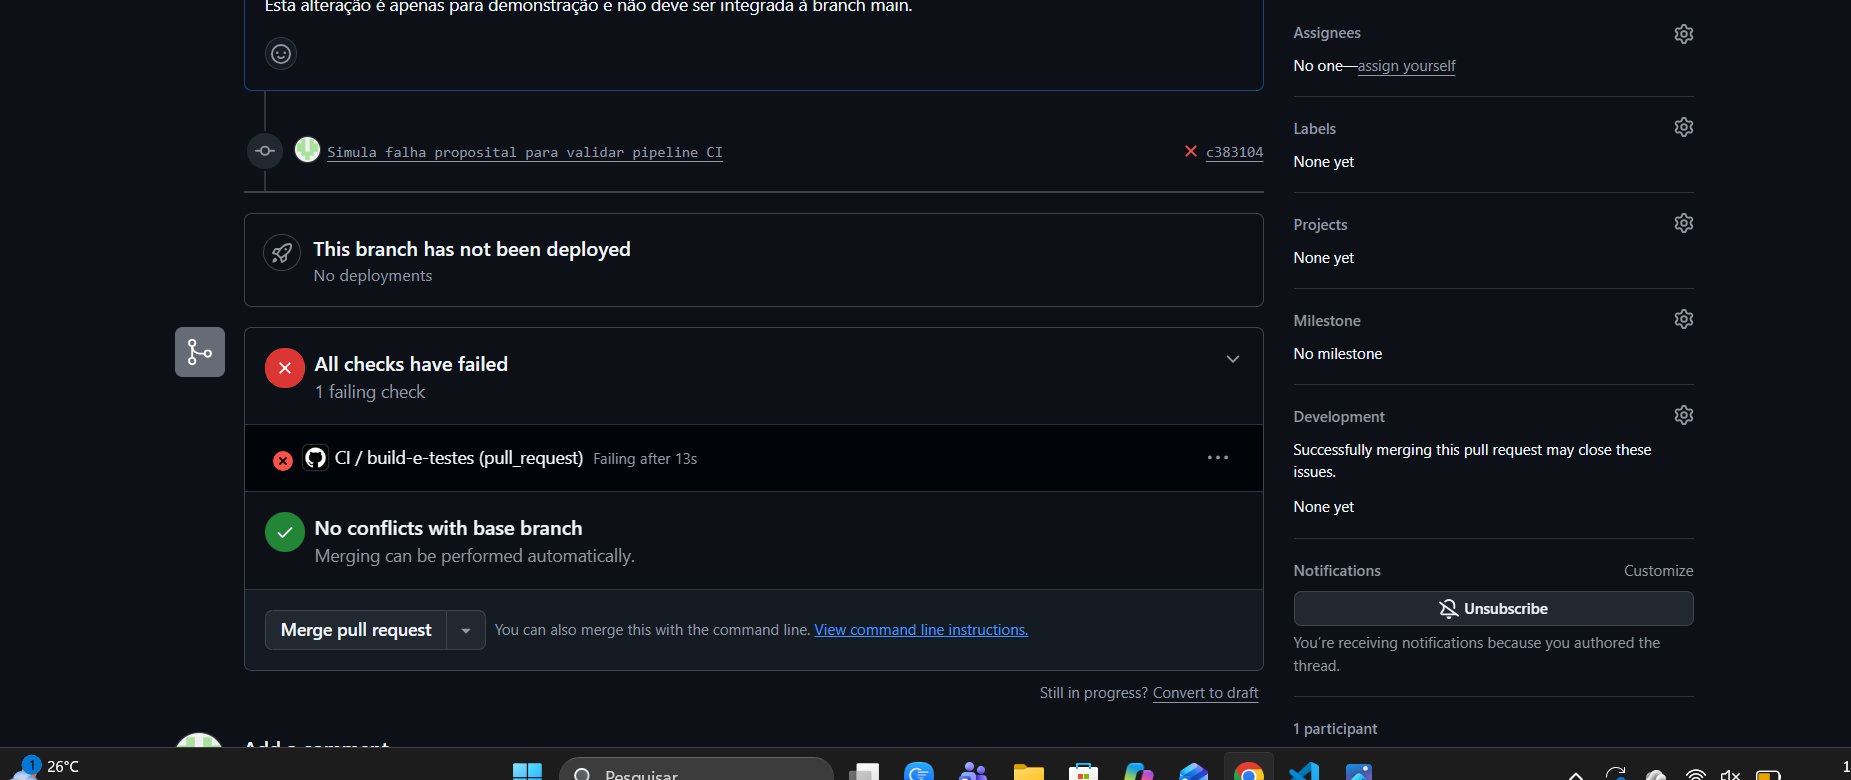 Esta alteração é apenas para demonstração e não deve ser integrada à branch main.
Simula falha proposital para validar pipeline CI
c383104
This branch has not been deployed
No deployments
All checks have failed
1 failing check
CI / build-e-testes (pull_request) Failing after 13s
No conflicts with base branch
Merging can be performed automatically.
Merge pull request
You can also merge this with the command line. View command line instructions.
Still in progress? Convert to draft
Add a comment
Assignees
No one—assign yourself
Labels
None yet
Projects
None yet
Milestone
No milestone
Development
Successfully merging this pull request may close these
issues.
None yet
Notifications
Customize
Unsubscribe
You're receiving notifications because you authored the
thread.
1 participant
1
26°C
Pesquisar
1